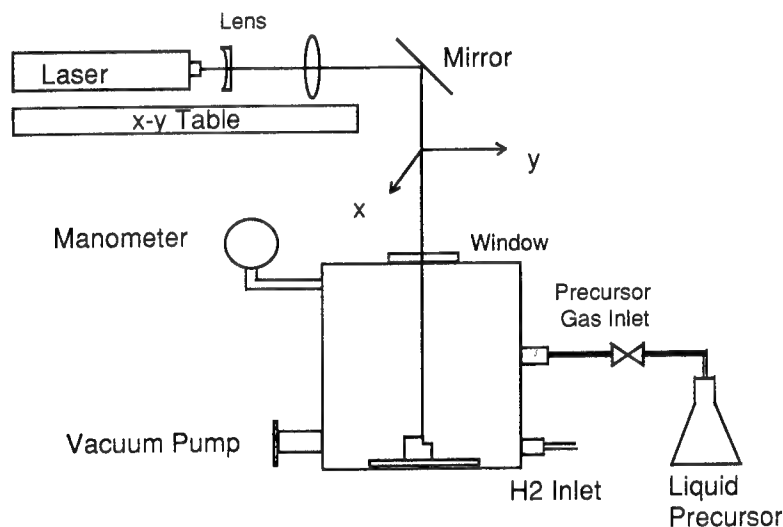 Lens
Laser
Mirror
x-y Table
y
x
Manometer
Window
Precursor
Gas Inlet
Vacuum Pump
H2 Inlet
Liquid
Precursor